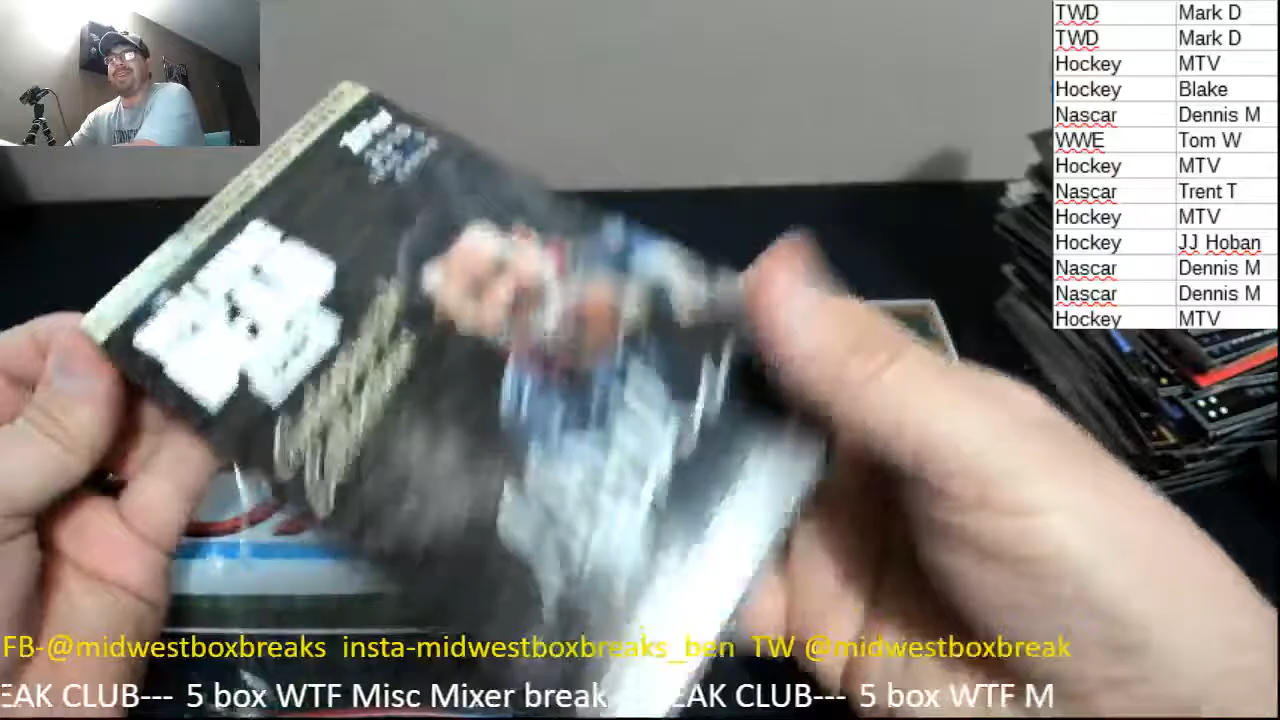 TWD Mark D
TWD Mark D
Hockey MTV
Hockey Blake
Nascar Dennis M
WWE Tom W
Hockey MTV
Nascar Trent T
Hockey MTV
Hockey JJ Hoban
Nascar Dennis M
Nascar Dennis M
Hockey MTV
FB-@midwestboxbreaks insta-midwestboxbreaks_ben TW @midwestboxbreak
EAK CLUB--- 5 box WTF Misc Mixer break EAK CLUB--- 5 box WTF M